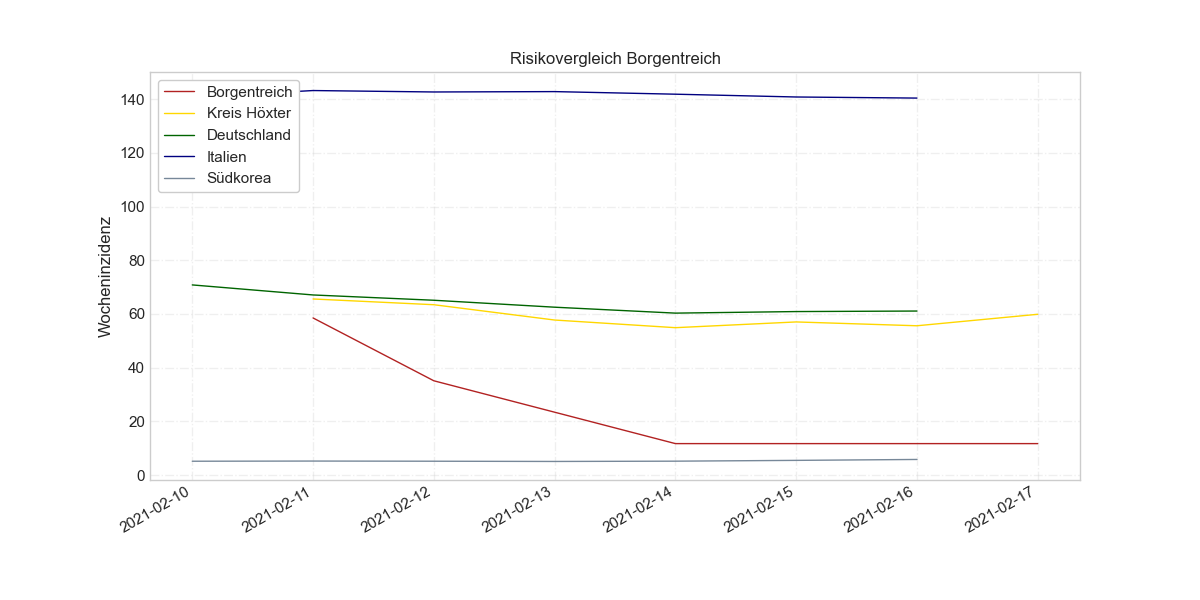 Risikovergleich Borgentreich
Borgentreich
Kreis Höxter
Deutschland
Italien
Südkorea
Wocheninzidenz
140
120
100
80
60
40
20
0
2021-02-10
2021-02-11
2021-02-12
2021-02-13
2021-02-14
2021-02-15
2021-02-16
2021-02-17